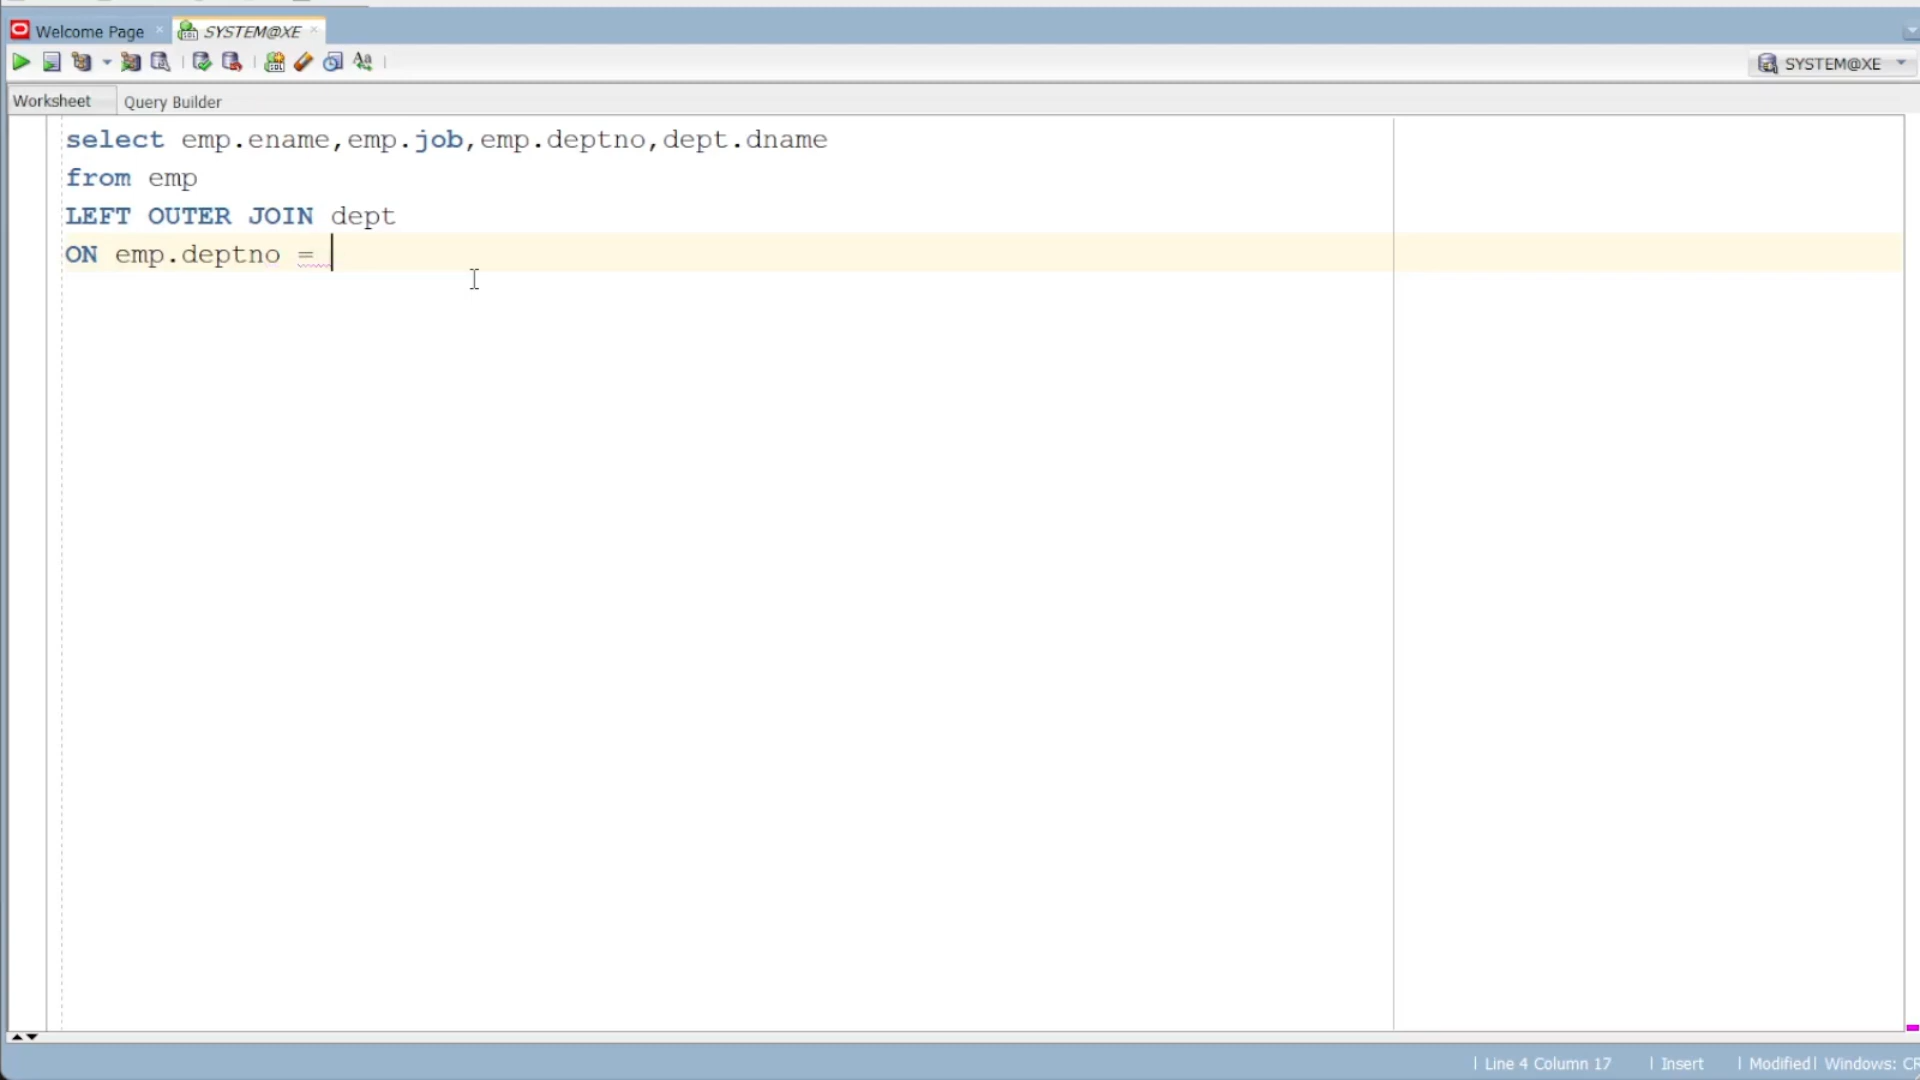 Welcome Page
SYSTEM@XE
SYSTEM@XE
Worksheet
Query Builder
select emp.ename,emp.job,emp.deptno,dept.dname
from emp
LEFT OUTER JOIN dept
ON emp.deptno =
Line 4 Column 17
Insert
Modified
Windows: CR